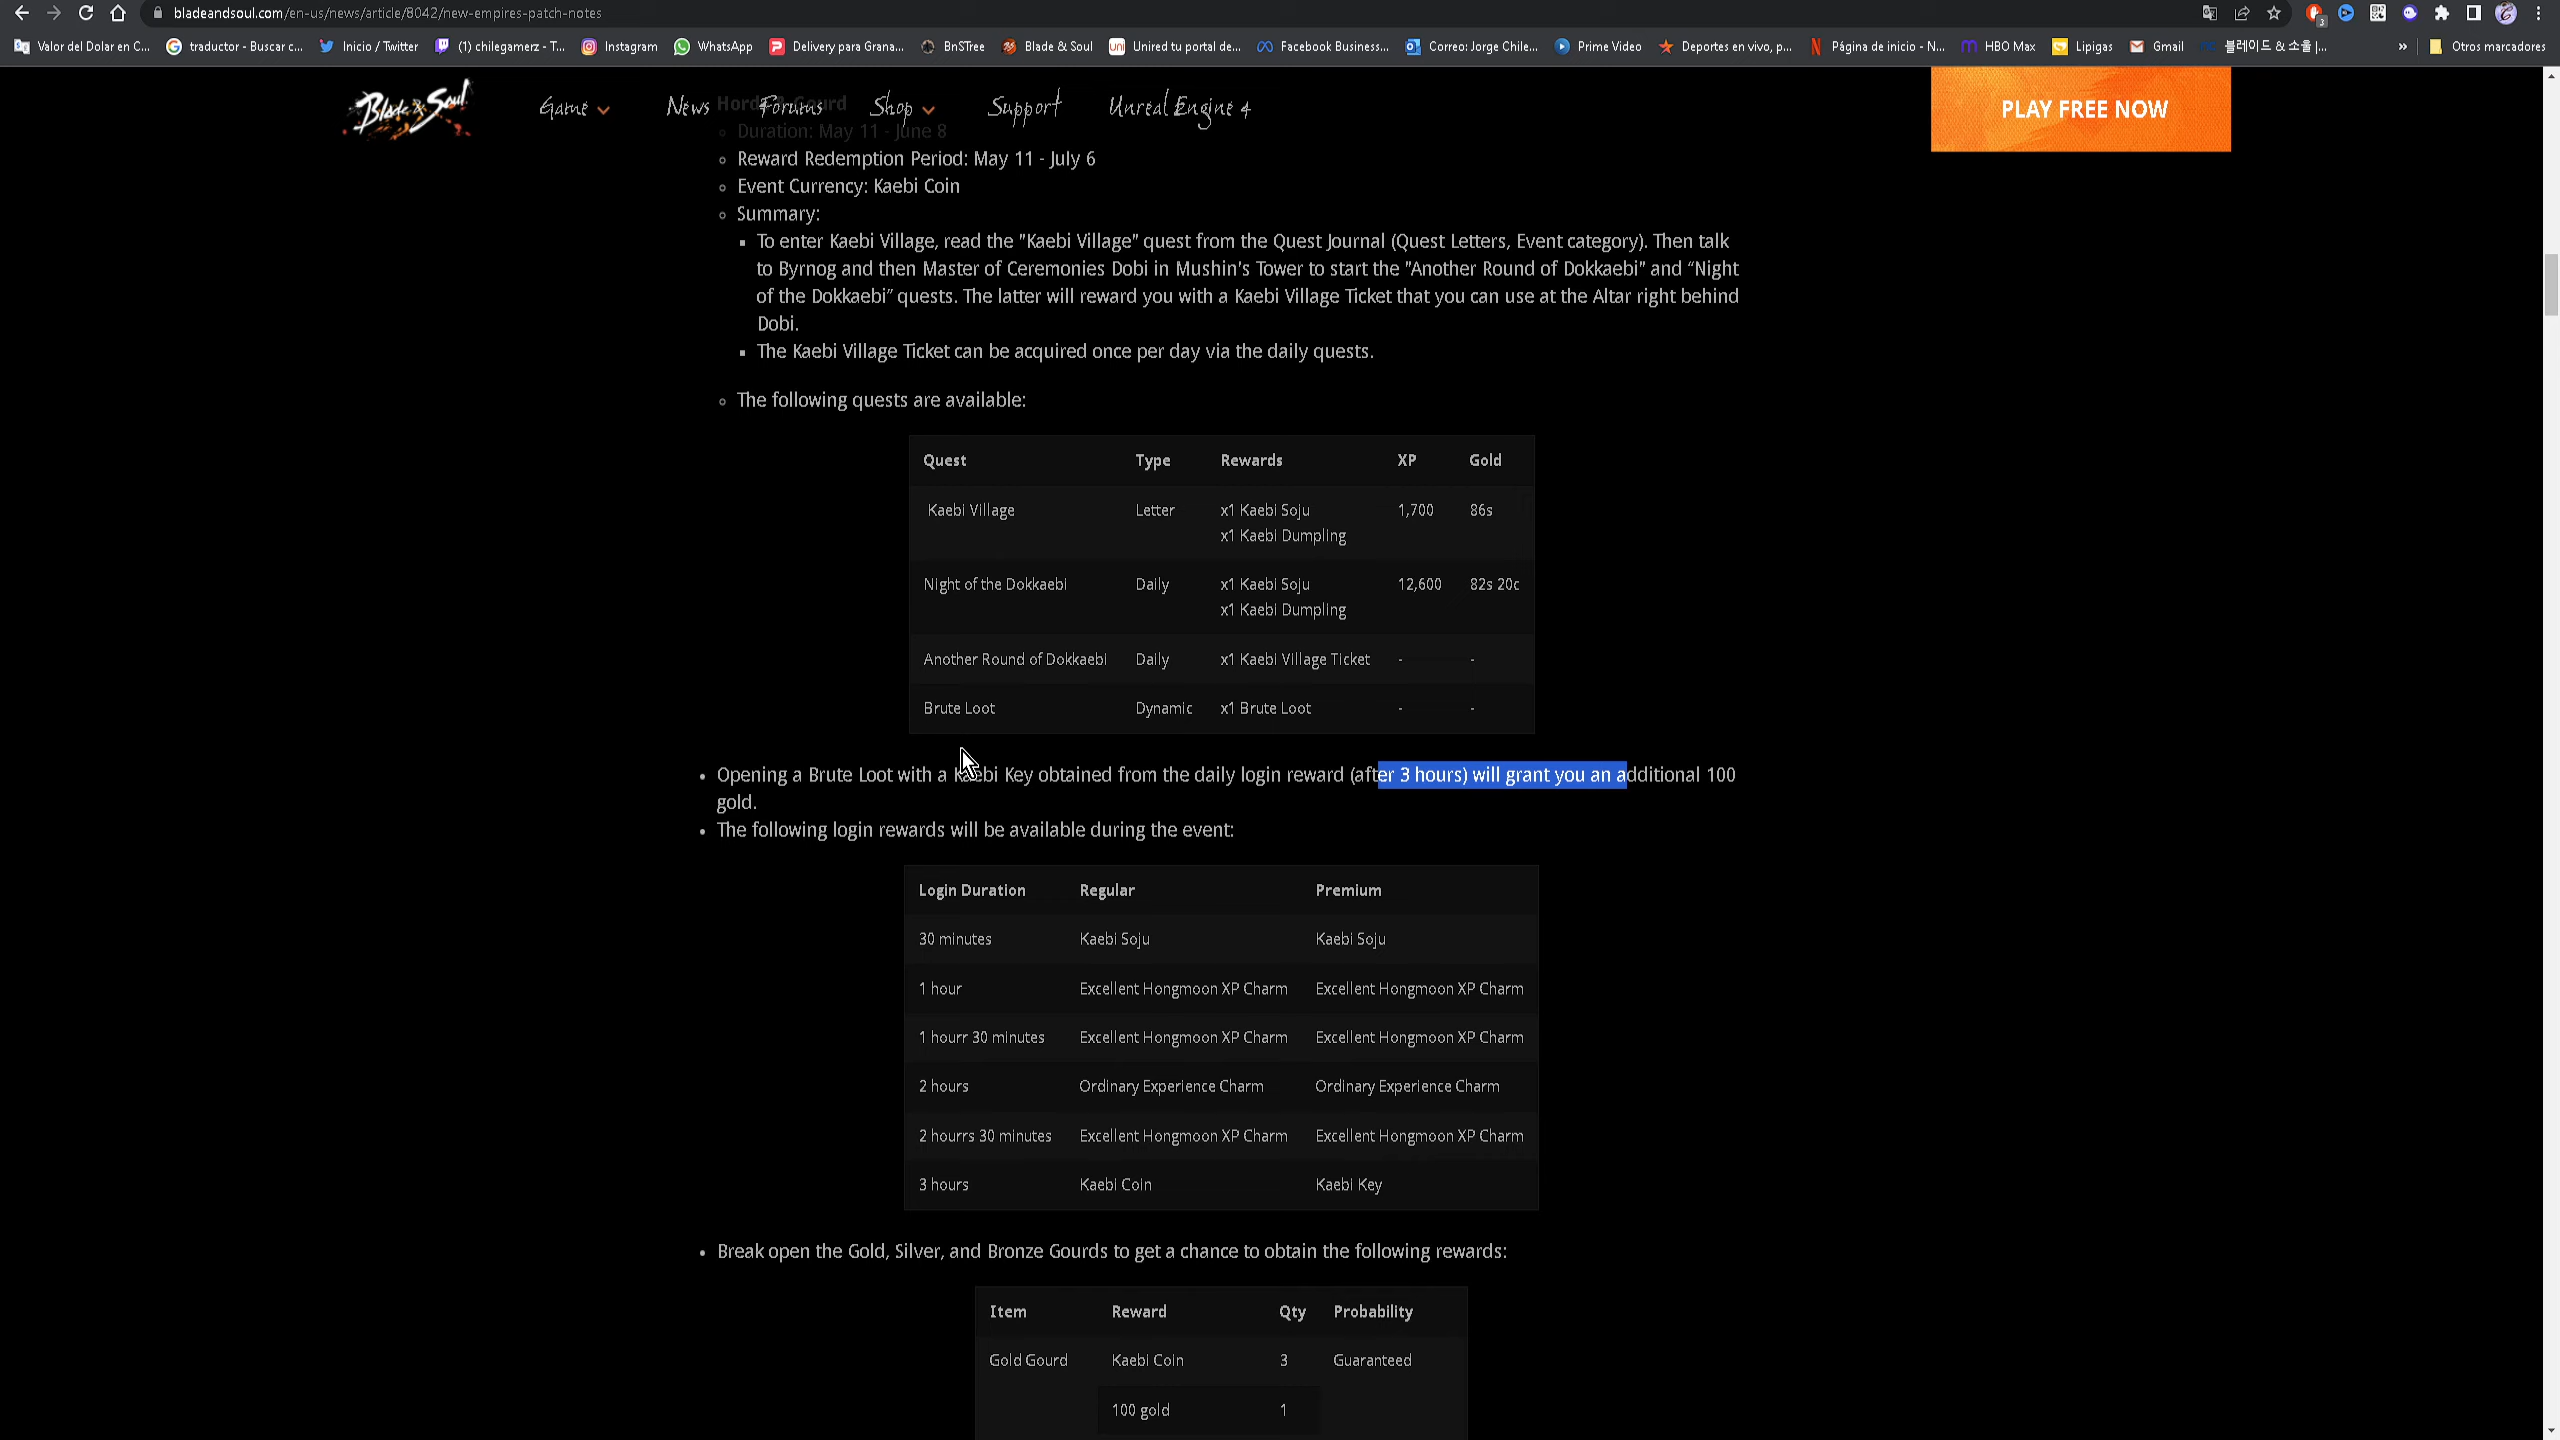 bladeandsoul.com/en-us/news/article/8042/new-empires-patch-notes
Valor del Dolar en C... traductor - Buscar c... Inicio / Twitter (1) chilegamerz - T... Instagram WhatsApp Delivery para Grana... BnSTree Blade & Soul Unired tu portal de... Facebook Business... Correo: Jorge Chile... Prime Video Deportes en vivo, p... Página de inicio - N... HBO Max Lipigas Gmail 블레이드 & 소울 |... » Otros marcadores
Blade & Soul Game News Forums Shop Support Unreal Engine 4 PLAY FREE NOW
Duration: May 11 - June 8
Reward Redemption Period: May 11 - July 6
Event Currency: Kaebi Coin
Summary:
To enter Kaebi Village, read the "Kaebi Village" quest from the Quest Journal (Quest Letters, Event category). Then talk
to Byrnog and then Master of Ceremonies Dobi in Mushin's Tower to start the "Another Round of Dokkaebi" and “Night
of the Dokkaebi” quests. The latter will reward you with a Kaebi Village Ticket that you can use at the Altar right behind
Dobi.
The Kaebi Village Ticket can be acquired once per day via the daily quests.
The following quests are available:
Quest Type Rewards XP Gold
Kaebi Village Letter x1 Kaebi Soju 1,700 86s
x1 Kaebi Dumpling
Night of the Dokkaebi Daily x1 Kaebi Soju 12,600 82s 20c
x1 Kaebi Dumpling
Another Round of Dokkaebi Daily x1 Kaebi Village Ticket - -
Brute Loot Dynamic x1 Brute Loot - -
Opening a Brute Loot with a Kaebi Key obtained from the daily login reward (after 3 hours) will grant you an additional 100
gold.
The following login rewards will be available during the event:
Login Duration Regular Premium
30 minutes Kaebi Soju Kaebi Soju
1 hour Excellent Hongmoon XP Charm Excellent Hongmoon XP Charm
1 hourr 30 minutes Excellent Hongmoon XP Charm Excellent Hongmoon XP Charm
2 hours Ordinary Experience Charm Ordinary Experience Charm
2 hourrs 30 minutes Excellent Hongmoon XP Charm Excellent Hongmoon XP Charm
3 hours Kaebi Coin Kaebi Key
Break open the Gold, Silver, and Bronze Gourds to get a chance to obtain the following rewards:
Item Reward Qty Probability
Gold Gourd Kaebi Coin 3 Guaranteed
100 gold 1